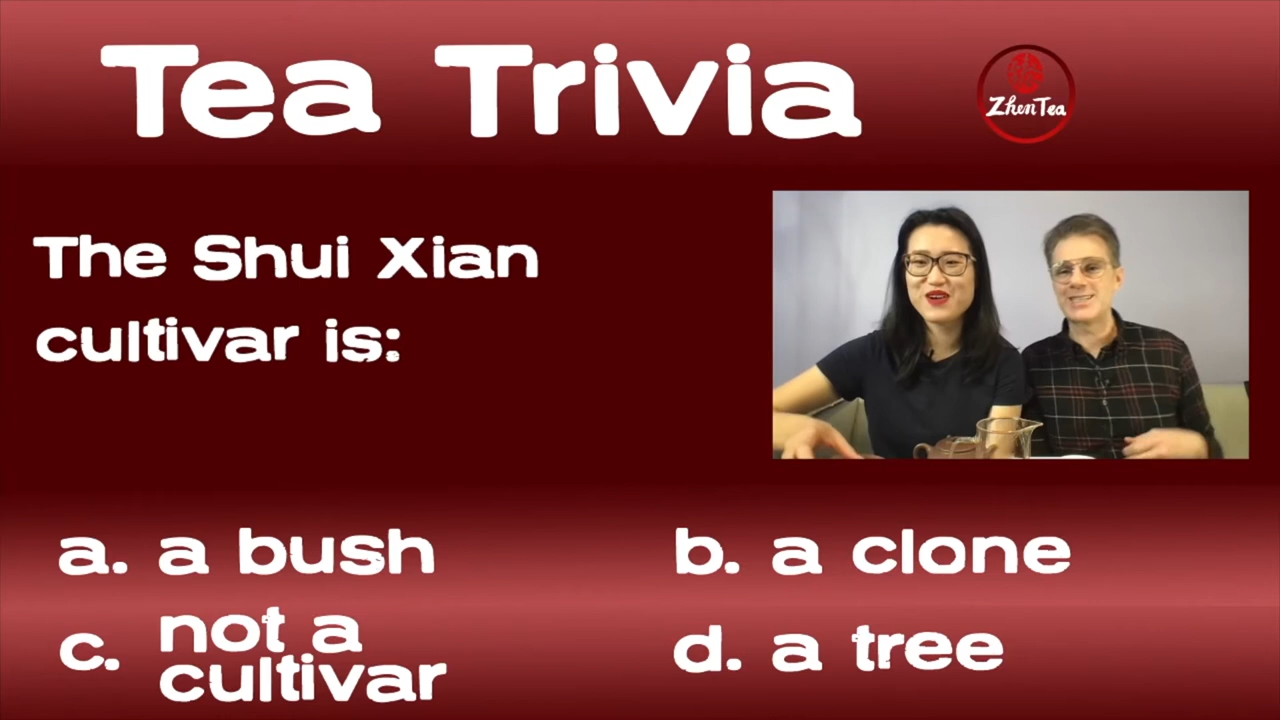 Tea Trivia
ZhenTea
The Shui Xian
cultivar is:
a. a bush
b. a clone
c. not a
cultivar
d. a tree